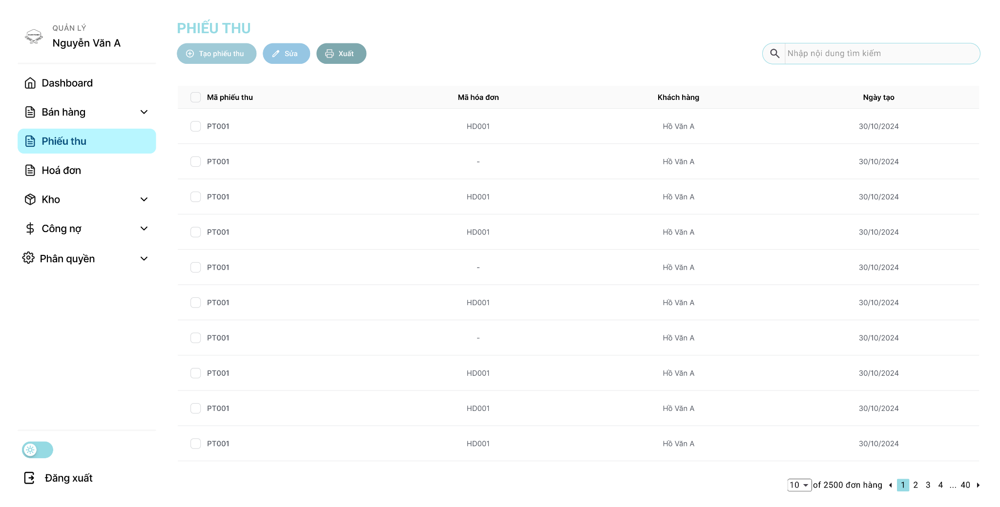 QUẢN LÝ
Nguyễn Văn A
Dashboard
Bán hàng
Phiếu thu
Hoá đơn
Kho
Công nợ
Phân quyền
Đăng xuất
PHIẾU THU
Tạo phiếu thu Sửa Xuất
Nhập nội dung tìm kiếm
Mã phiếu thu Mã hóa đơn Khách hàng Ngày tạo
PT001 HD001 Hồ Văn A 30/10/2024
PT001 - Hồ Văn A 30/10/2024
PT001 HD001 Hồ Văn A 30/10/2024
PT001 HD001 Hồ Văn A 30/10/2024
PT001 - Hồ Văn A 30/10/2024
PT001 HD001 Hồ Văn A 30/10/2024
PT001 - Hồ Văn A 30/10/2024
PT001 HD001 Hồ Văn A 30/10/2024
PT001 HD001 Hồ Văn A 30/10/2024
PT001 HD001 Hồ Văn A 30/10/2024
10 of 2500 đơn hàng 1 2 3 4 ... 40